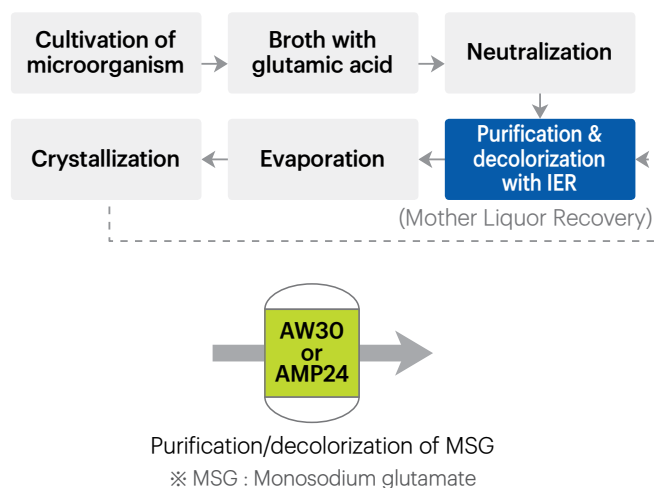 Cultivation of
microorganism
Broth with
glutamic acid
Neutralization
Crystallization
Evaporation
Purification &
decolorization
with IER
(Mother Liquor Recovery)
AW30
or
AMP24
Purification/decolorization of MSG
※ MSG : Monosodium glutamate